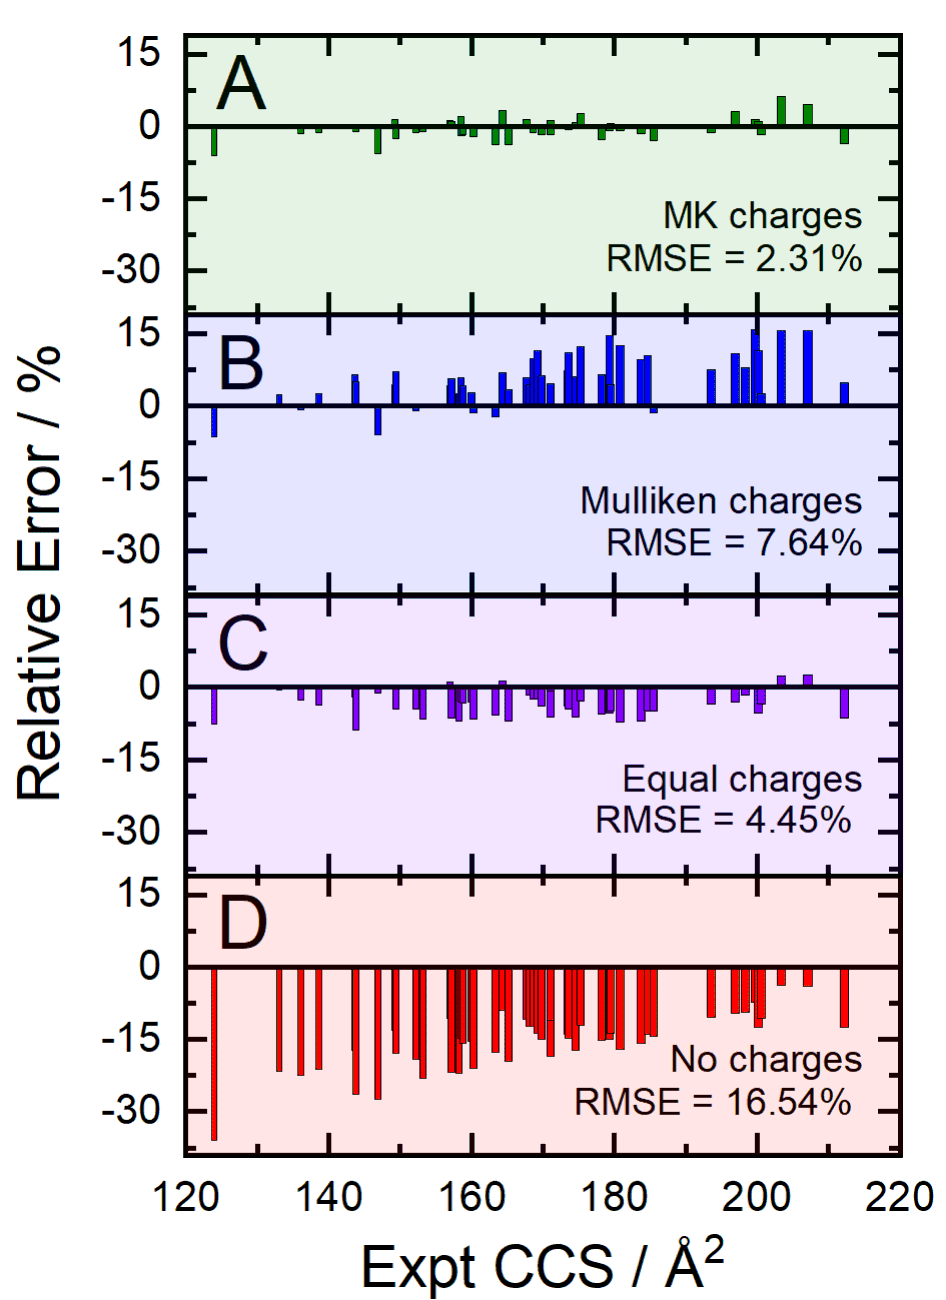 15
A
0
-15
MK charges
RMSE = 2.31%
-30
15
B
0
-15
Mulliken charges
RMSE = 7.64%
-30
15
C
0
-15
Equal charges
RMSE = 4.45%
-30
15
D
0
-15
No charges
RMSE = 16.54%
-30
Relative Error / %
120 140 160 180 200 220
Expt CCS / Å²